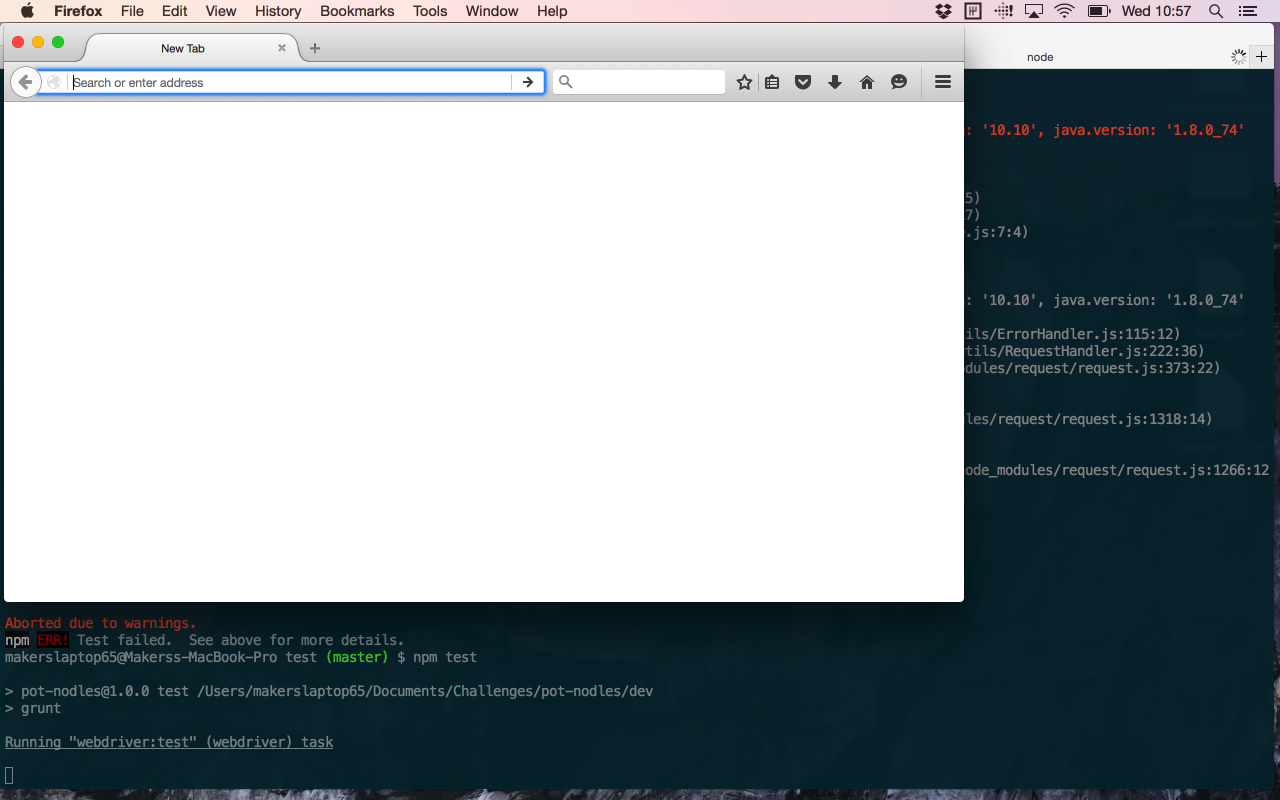 Firefox File Edit View History Bookmarks Tools Window Help Wed 10:57
New Tab
node
Search or enter address
: '10.10', java.version: '1.8.0_74'
5)
7)
.js:7:4)
: '10.10', java.version: '1.8.0_74'
ils/ErrorHandler.js:115:12)
tils/RequestHandler.js:222:36)
dules/request/request.js:373:22)
les/request/request.js:1318:14)
ode_modules/request/request.js:1266:12
Aborted due to warnings.
npm ERR! Test failed.  See above for more details.
makerslaptop65@Makerss-MacBook-Pro test (master) $ npm test
> pot-nodles@1.0.0 test /Users/makerslaptop65/Documents/Challenges/pot-nodles/dev
> grunt
Running "webdriver:test" (webdriver) task